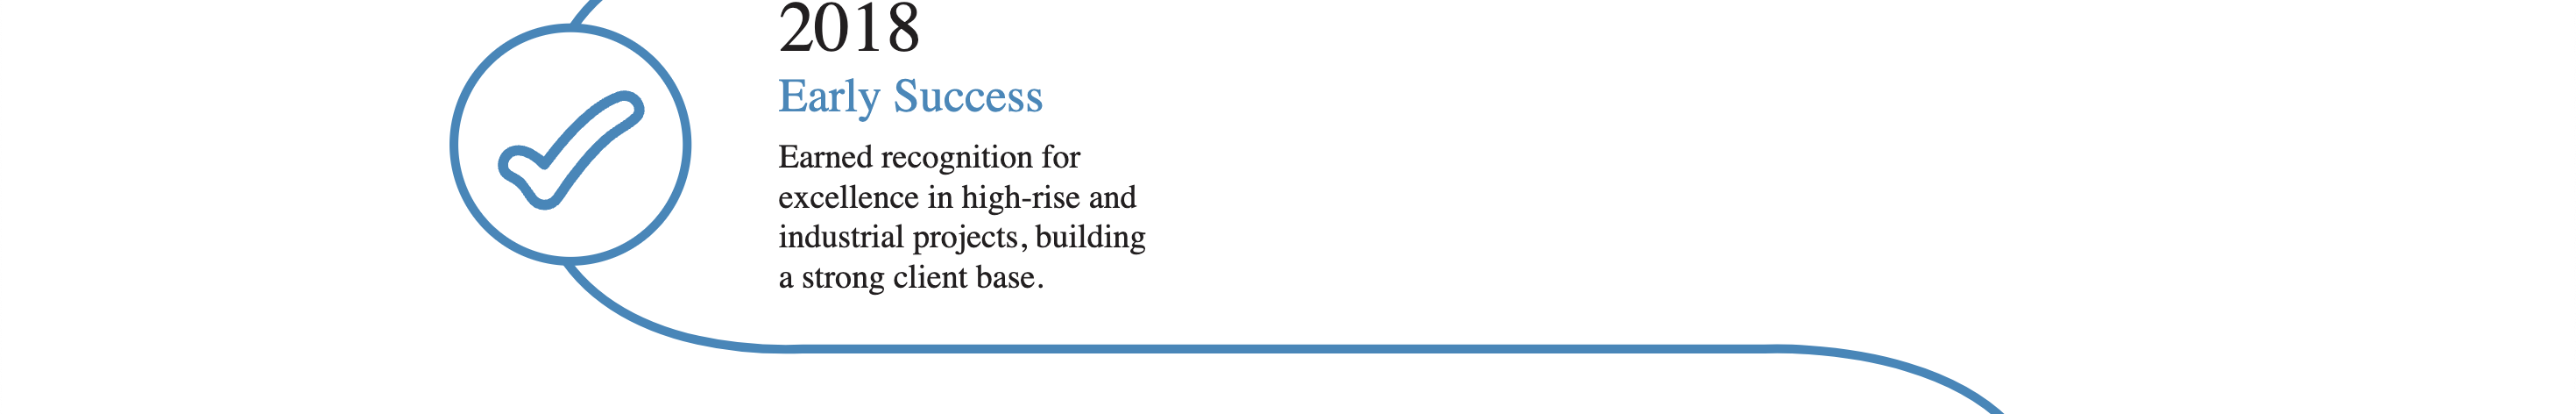 2018
Early Success
Earned recognition for
excellence in high-rise and
industrial projects, building
a strong client base.